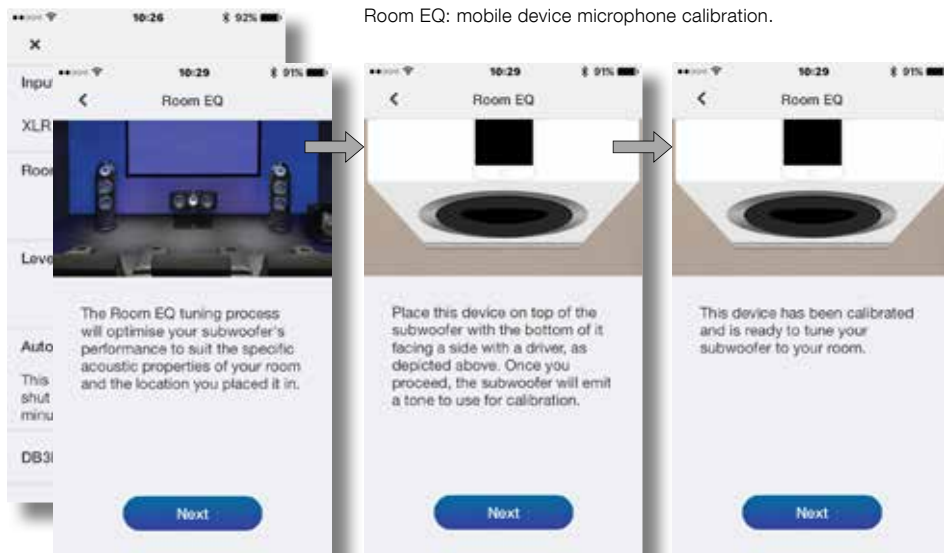 Room EQ: mobile device microphone calibration.
10:26
92%
×
Inpu
XLR
Room
Leve
Auto
This
shut
minu
10:29
91%
Room EQ
The Room EQ tuning process
will optimise your subwoofer's
performance to suit the specific
acoustic properties of your room
and the location you placed it in.
Next
10:29
91%
Room EQ
Place this device on top of the
subwoofer with the bottom of it
facing a side with a driver, as
depicted above. Once you
proceed, the subwoofer will emit
a tone to use for calibration.
Next
10:29
91%
Room EQ
This device has been calibrated
and is ready to tune your
subwoofer to your room.
Next